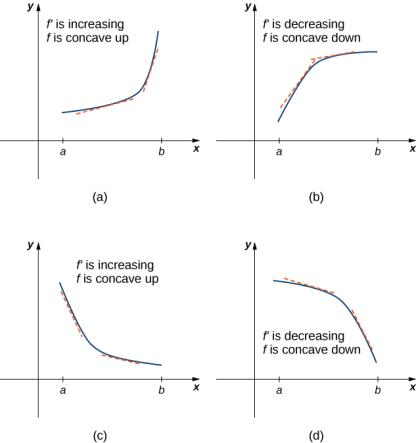 y
f′ is increasing
f is concave up
a
b
x
(a)
y
f′ is decreasing
f is concave down
a
b
x
(b)
y
f′ is increasing
f is concave up
a
b
x
(c)
y
f′ is decreasing
f is concave down
a
b
x
(d)